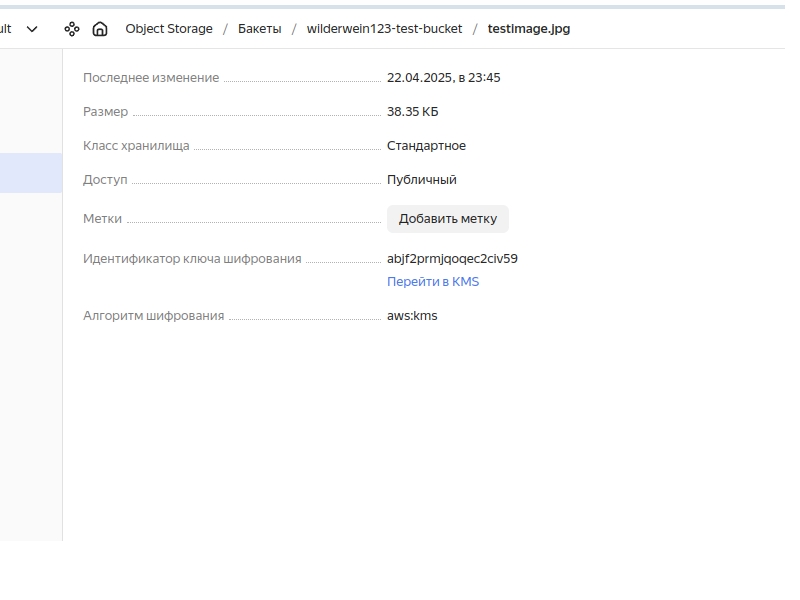 ult Object Storage / Бакеты / wilderwein123-test-bucket / testimage.jpg
Последнее изменение 22.04.2025, в 23:45
Размер 38.35 КБ
Класс хранилища Стандартное
Доступ Публичный
Метки Добавить метку
Идентификатор ключа шифрования abjf2prmjqoqec2civ59
Перейти в KMS
Алгоритм шифрования aws:kms